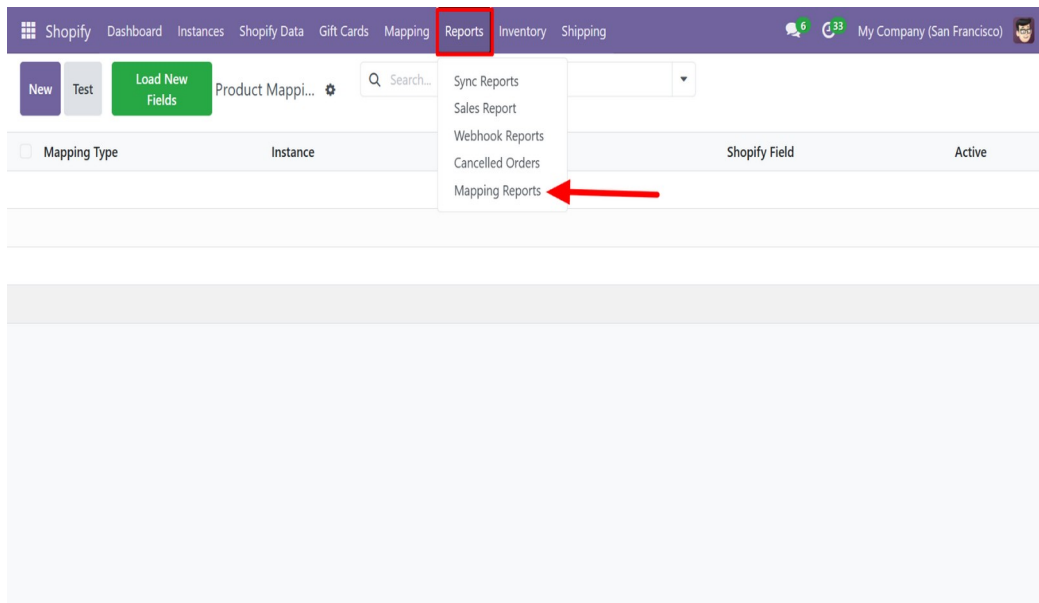 Shopify Dashboard Instances Shopify Data Gift Cards Mapping Reports Inventory Shipping 6 33 My Company (San Francisco)
New Test Load New Fields Product Mappi... Search...
Sync Reports
Sales Report
Webhook Reports
Cancelled Orders
Mapping Reports
Mapping Type Instance Shopify Field Active